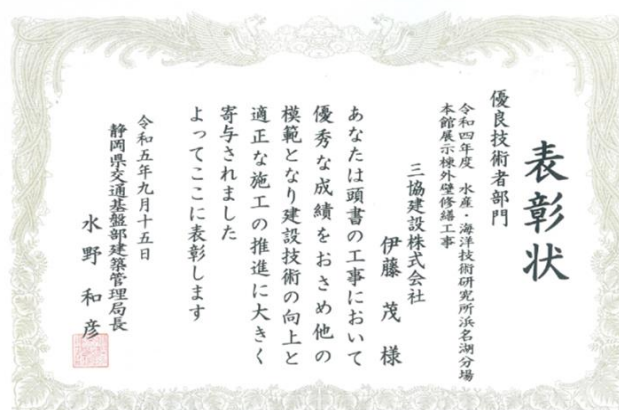 表彰状
優良技術者部門
令和四年度 水産・海洋技術研究所浜名湖分場
本館展示棟外壁修繕工事
三協建設株式会社
伊藤 茂 様
あなたは頭書の工事において
優秀な成績をおさめ他の
模範となり建設技術の向上と
適正な施工の推進に大きく
寄与されました
よってここに表彰します
令和五年九月十五日
静岡県交通基盤部建築管理局長
水野 和彦